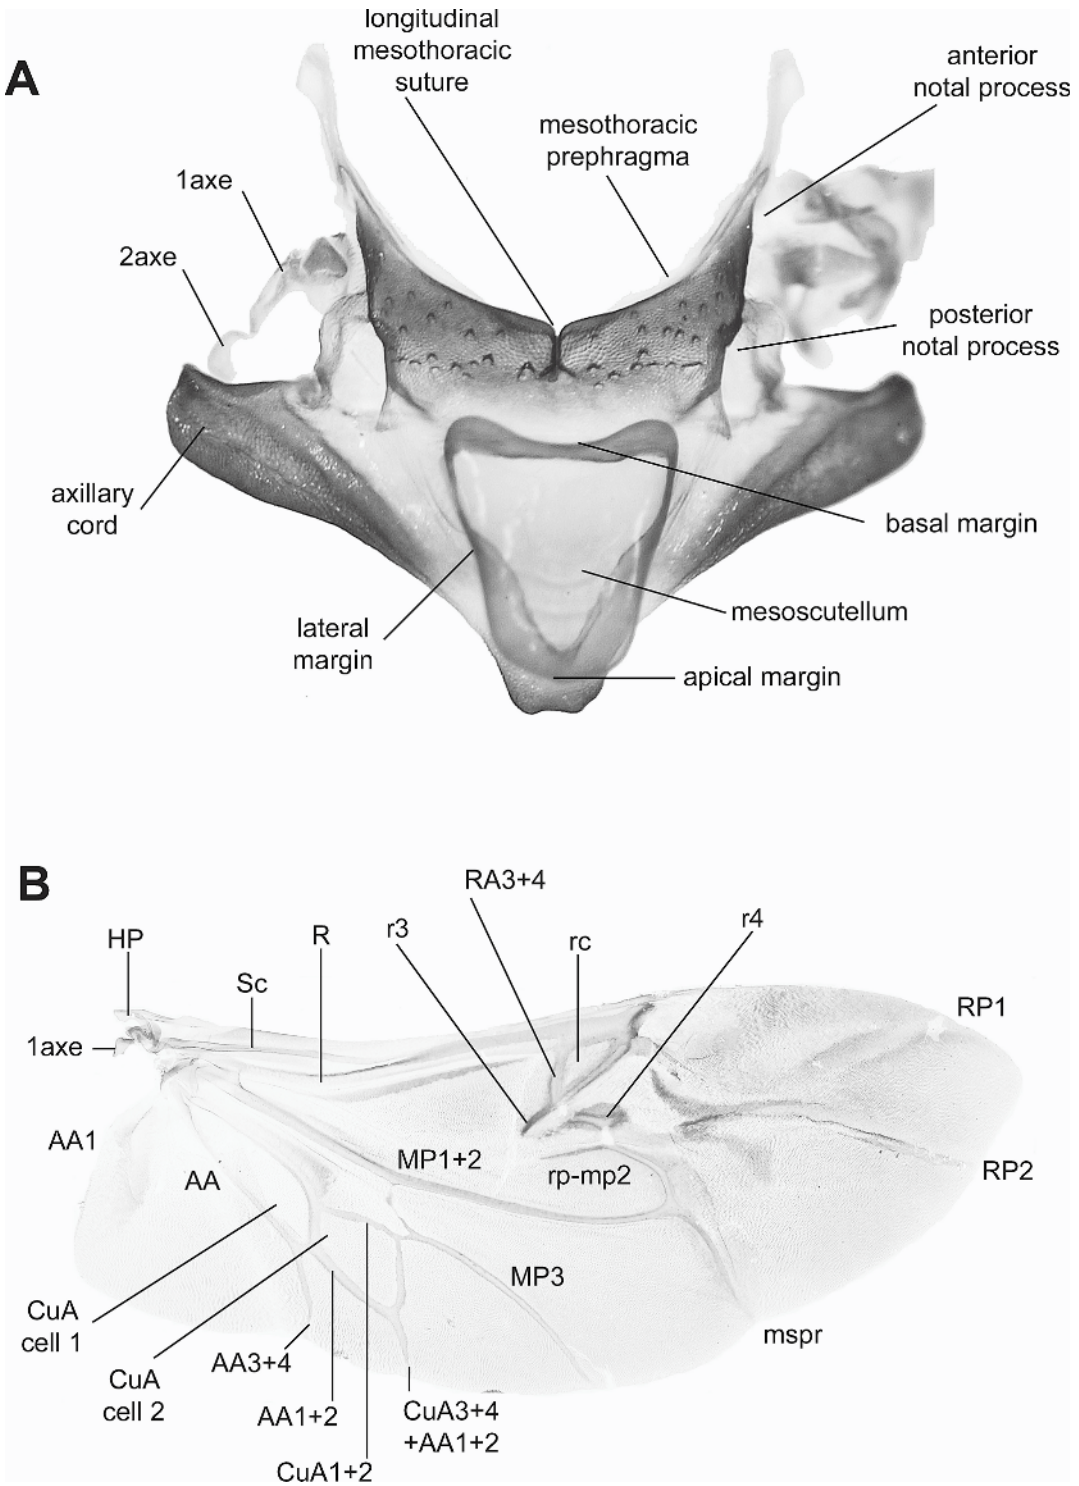 A
longitudinal
mesothoracic
suture
anterior
notal process
mesothoracic
prephragma
1axe
2axe
posterior
notal process
axillary
cord
basal margin
mesoscutellum
lateral
margin
apical margin
B
RA3+4
r3
r4
HP
R
rc
Sc
RP1
1axe
AA1
MP1+2
rp-mp2
RP2
AA
MP3
CuA
cell 1
mspr
AA3+4
CuA
cell 2
AA1+2
CuA3+4
+AA1+2
CuA1+2